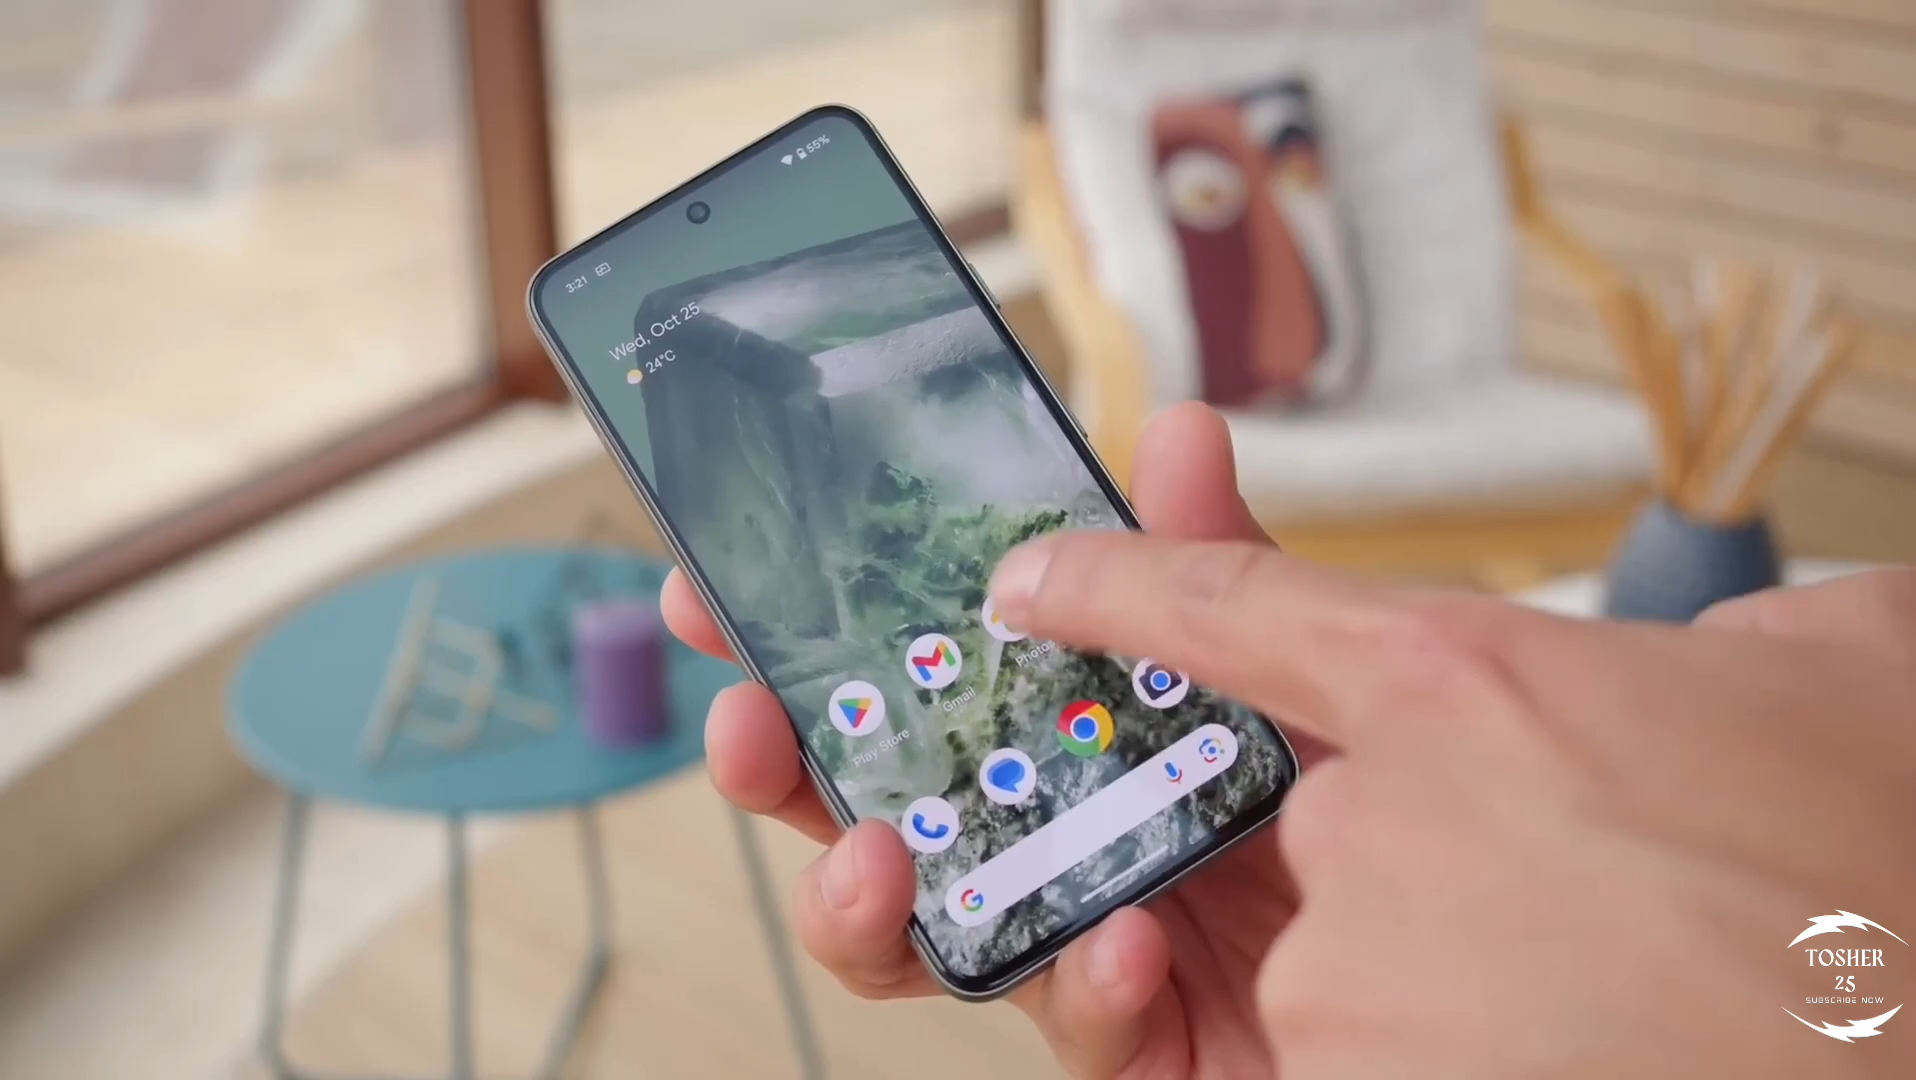 55%
3:21
Wed, Oct 25
24°C
Photos
Gmail
Play Store
TOSHER
25
SUBSCRIBE NOW